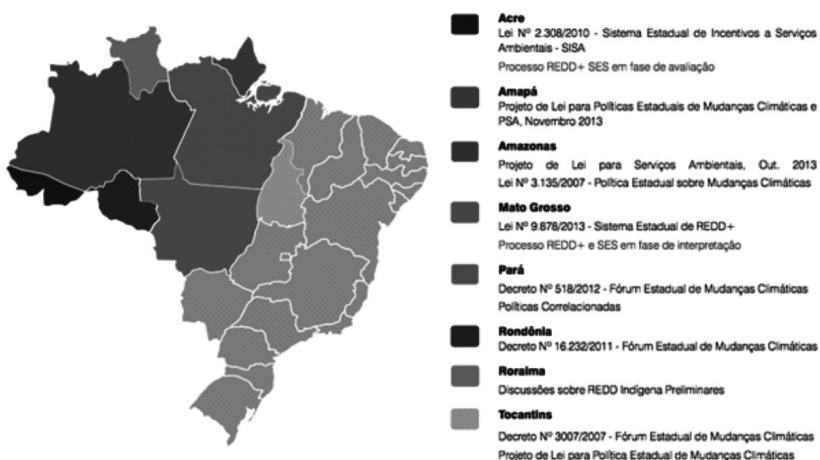 Acre
Lei Nº 2.308/2010 - Sistema Estadual de Incentivos a Serviços
Ambientais - SISA
Processo REDD+ SES em fase de avaliação
Amapá
Projeto de Lei para Políticas Estaduais de Mudanças Climáticas e
PSA, Novembro 2013
Amazonas
Projeto de Lei para Serviços Ambientais, Out. 2013
Lei Nº 3.135/2007 - Política Estadual sobre Mudanças Climáticas
Mato Grosso
Lei Nº 9.878/2013 - Sistema Estadual de REDD+
Processo REDD+ e SES em fase de interpretação
Pará
Decreto Nº 518/2012 - Fórum Estadual de Mudanças Climáticas
Políticas Correlacionadas
Rondônia
Decreto Nº 16.232/2011 - Fórum Estadual de Mudanças Climáticas
Roraima
Discussões sobre REDD Indígena Preliminares
Tocantins
Decreto Nº 3007/2007 - Fórum Estadual de Mudanças Climáticas
Projeto de Lei para Política Estadual de Mudanças Climáticas